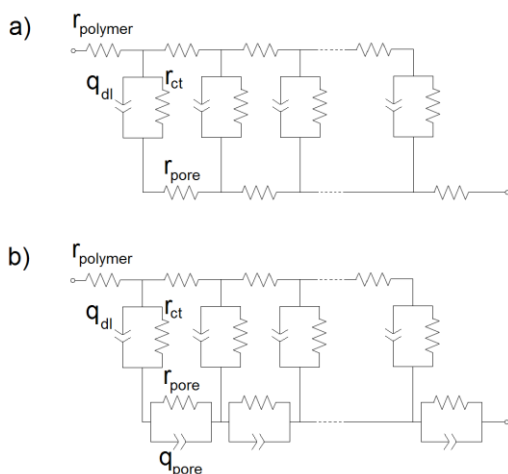 a)
r_polymer
q_dl
r_ct
r_pore
b)
r_polymer
q_dl
r_ct
r_pore
q_pore